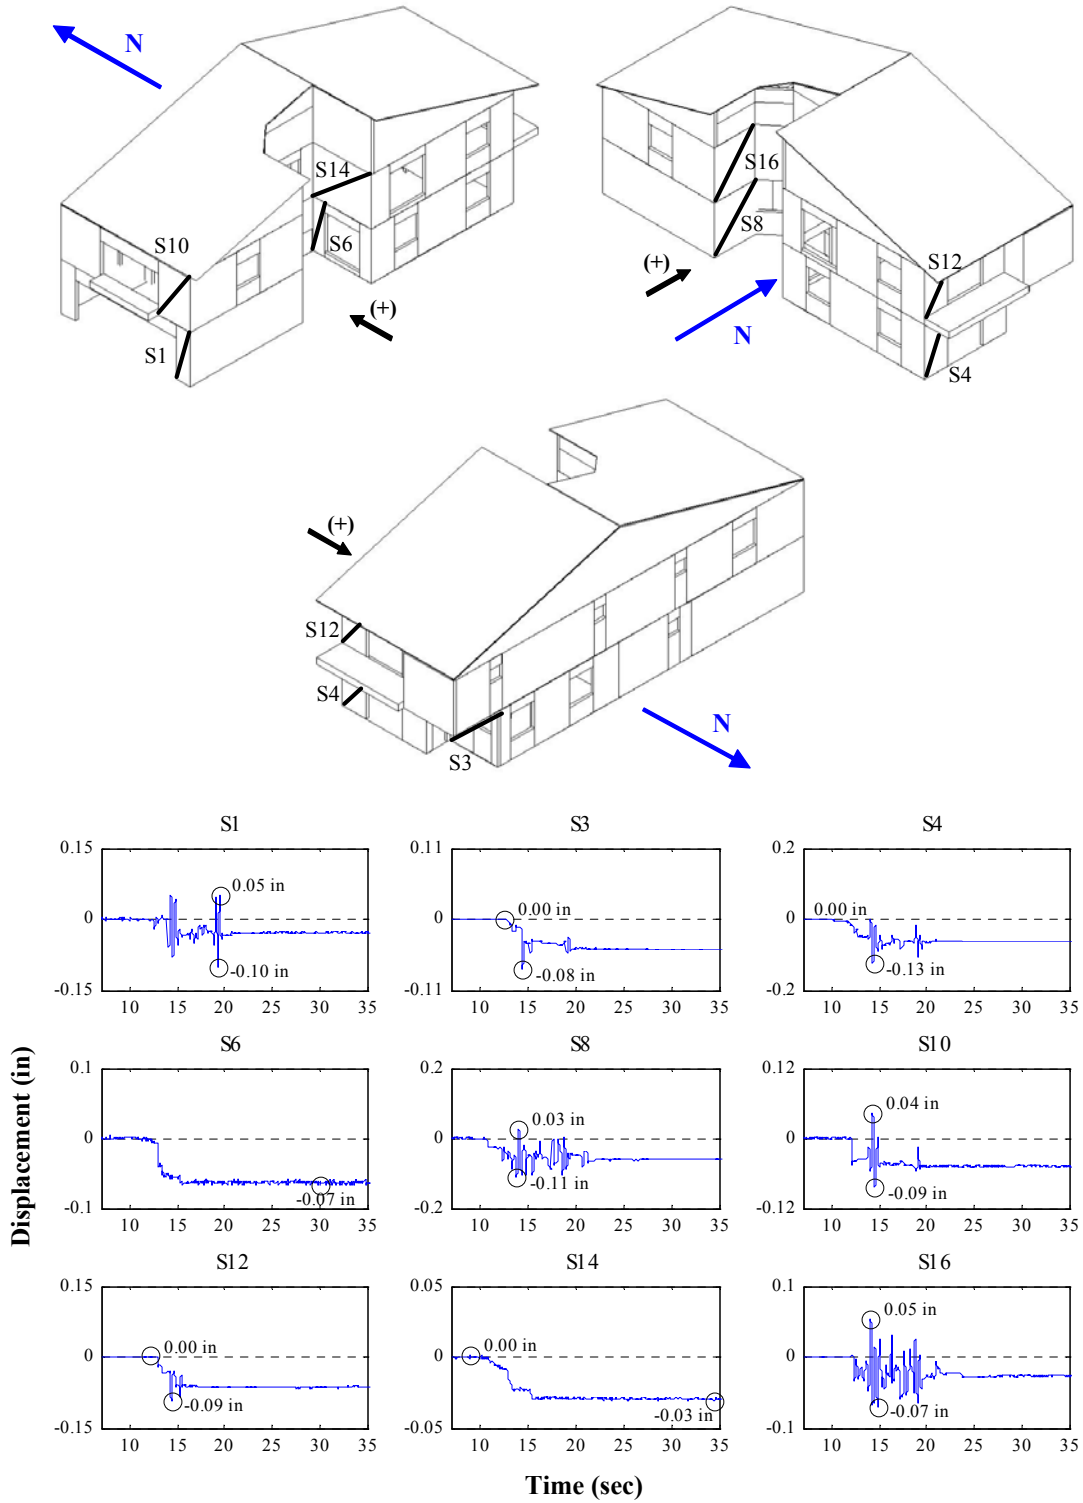 N
S14
S6
S10
S1
(+)
S16
S8
(+)
N
S12
S4
(+)
S12
S4
S3
N
Displacement (in)
S1
0.15
0
-0.15
10 15 20 25 30 35
0.05 in
-0.10 in
S3
0.11
0
-0.11
10 15 20 25 30 35
0.00 in
-0.08 in
S4
0.2
0
-0.2
10 15 20 25 30 35
0.00 in
-0.13 in
S6
0.1
0
-0.1
10 15 20 25 30 35
-0.07 in
S8
0.2
0
-0.2
10 15 20 25 30 35
0.03 in
-0.11 in
S10
0.12
0
-0.12
10 15 20 25 30 35
0.04 in
-0.09 in
S12
0.15
0
-0.15
10 15 20 25 30 35
0.00 in
-0.09 in
S14
0.05
0
-0.05
10 15 20 25 30 35
0.00 in
-0.03 in
S16
0.1
0
-0.1
10 15 20 25 30 35
0.05 in
-0.07 in
Time (sec)